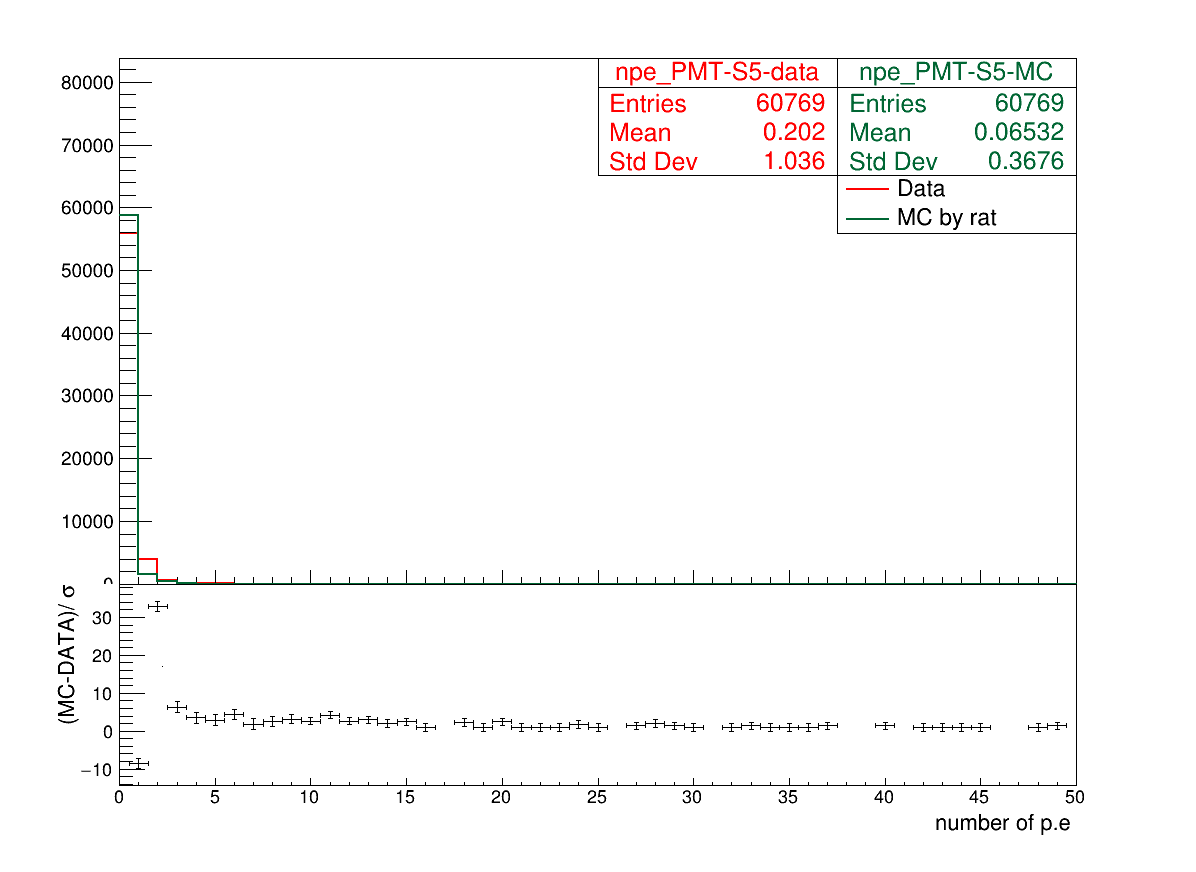 npe_PMT-S5-data
Entries 60769
Mean 0.202
Std Dev 1.036
npe_PMT-S5-MC
Entries 60769
Mean 0.06532
Std Dev 0.3676
Data
MC by rat
80000
70000
60000
50000
40000
30000
20000
10000
0
(MC-DATA)/ σ
30
20
10
0
−10
0 5 10 15 20 25 30 35 40 45 50
number of p.e